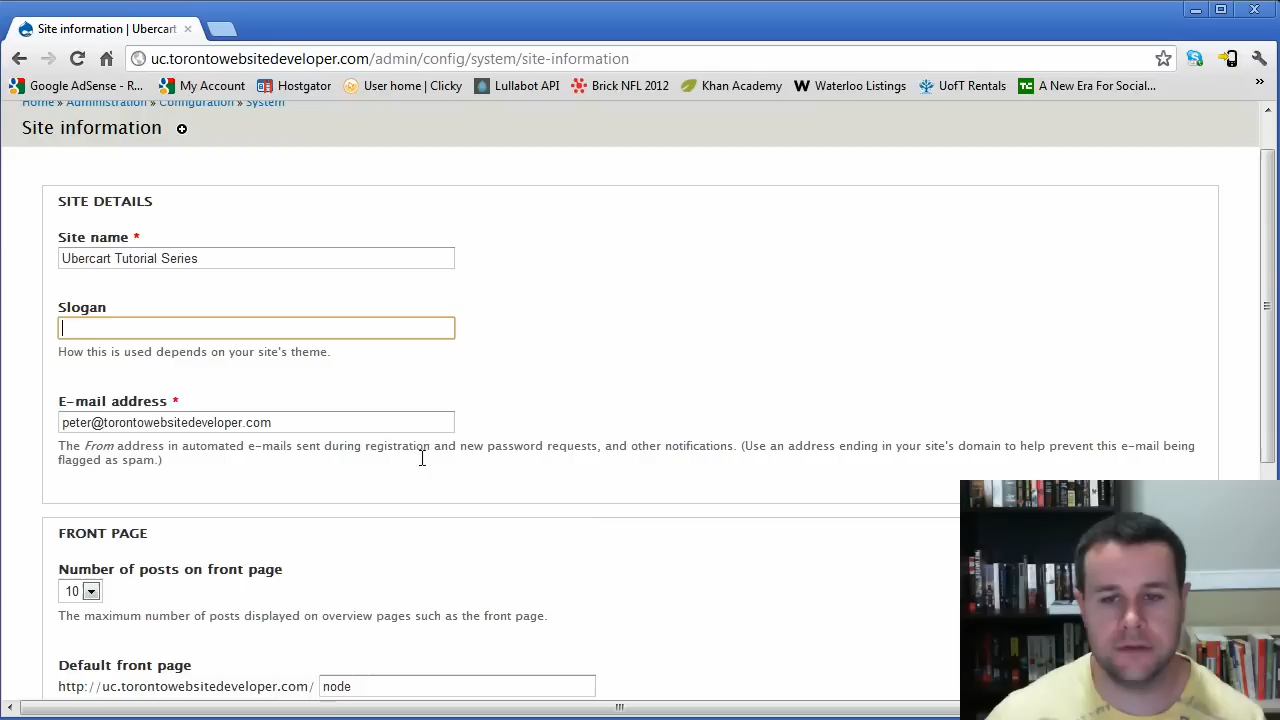 Site information | Ubercart
uc.torontowebsitedeveloper.com/admin/config/system/site-information
Google AdSense - R... My Account Hostgator User home | Clicky Lullabot API Brick NFL 2012 Khan Academy Waterloo Listings UofT Rentals A New Era For Social... »
Home » Administration » Configuration » System
Site information
SITE DETAILS
Site name *
Ubercart Tutorial Series
Slogan
How this is used depends on your site's theme.
E-mail address *
peter@torontowebsitedeveloper.com
The From address in automated e-mails sent during registration and new password requests, and other notifications. (Use an address ending in your site's domain to help prevent this e-mail being
flagged as spam.)
FRONT PAGE
Number of posts on front page
10
The maximum number of posts displayed on overview pages such as the front page.
Default front page
http://uc.torontowebsitedeveloper.com/ node